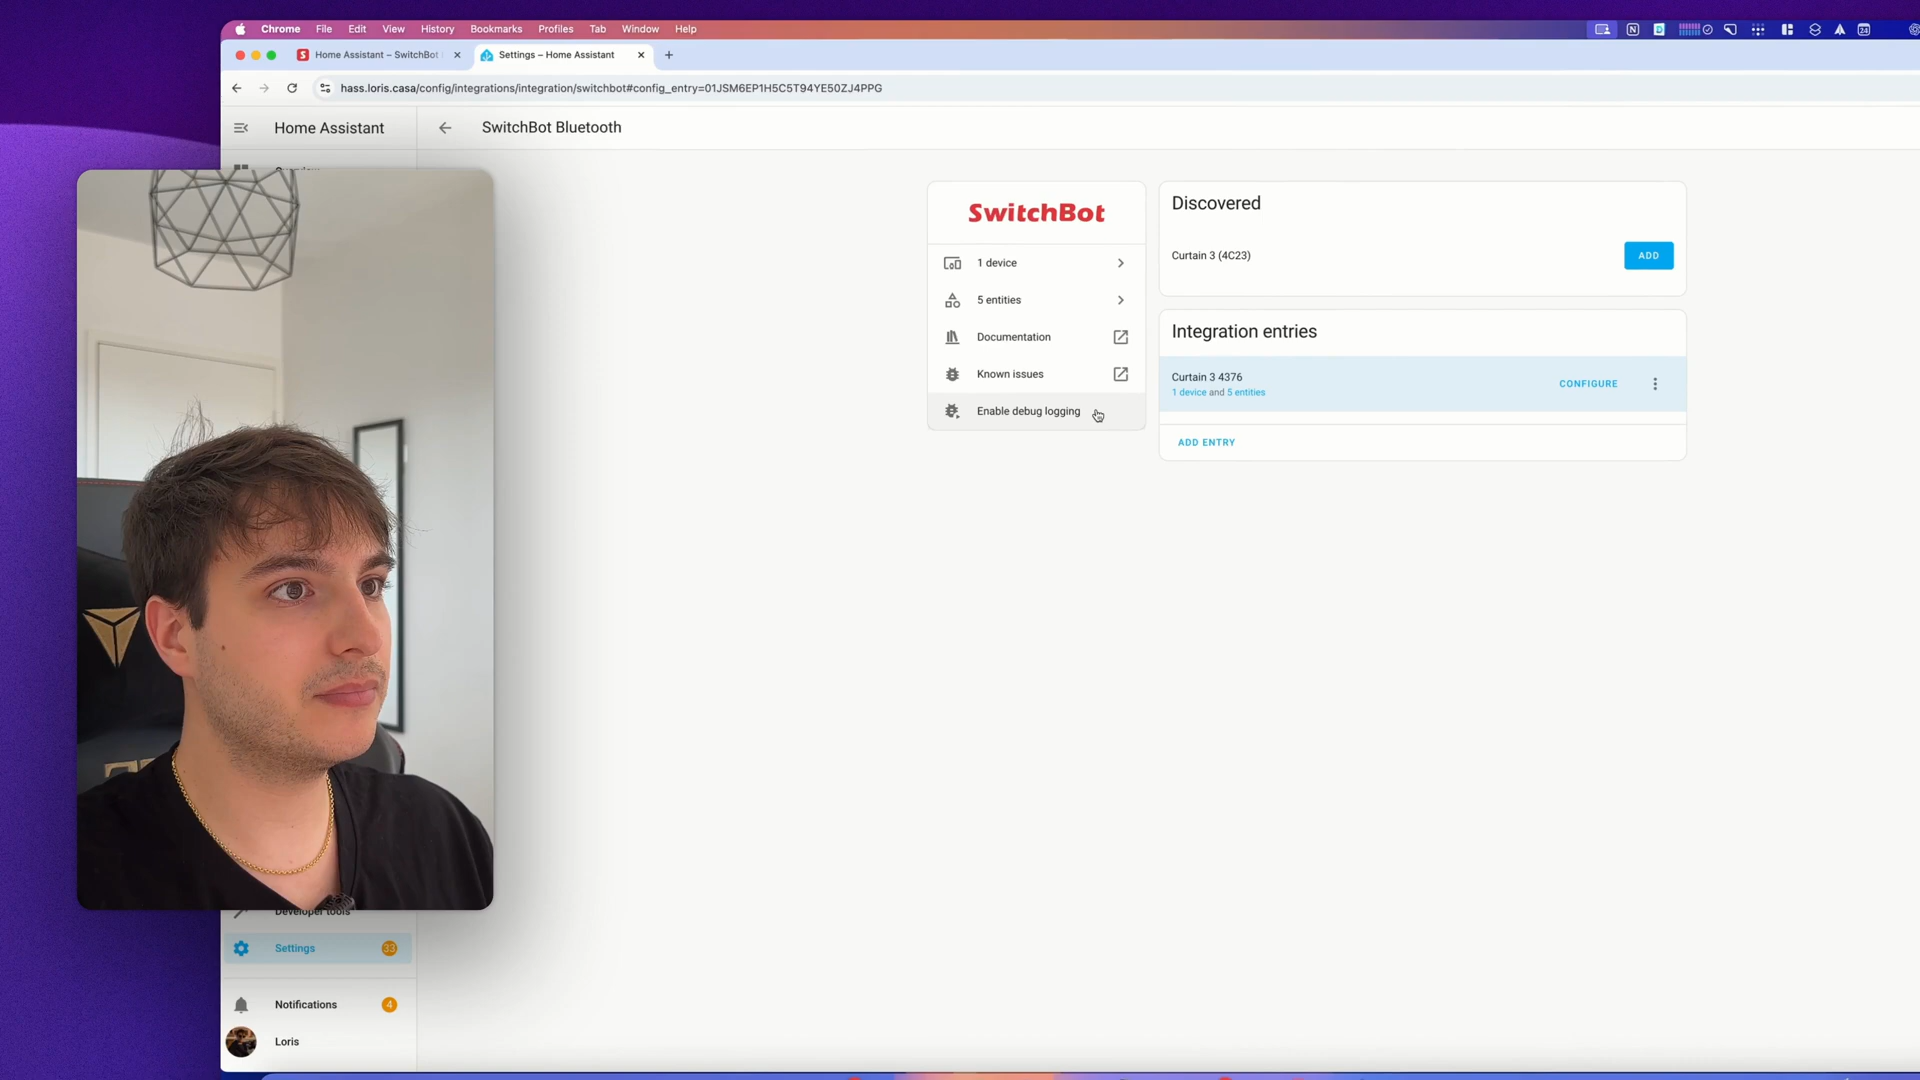 Chrome File Edit View History Bookmarks Profiles Tab Window Help
24
Home Assistant – SwitchBot
Settings – Home Assistant
hass.loris.casa/config/integrations/integration/switchbot#config_entry=01JSM6EP1H5C5T94YE50ZJ4PPG
Home Assistant
SwitchBot Bluetooth
SwitchBot
1 device
5 entities
Documentation
Known issues
Enable debug logging
Discovered
Curtain 3 (4C23)
ADD
Integration entries
Curtain 3 4376
1 device and 5 entities
CONFIGURE
ADD ENTRY
Developer tools
Settings 33
Notifications 4
Loris